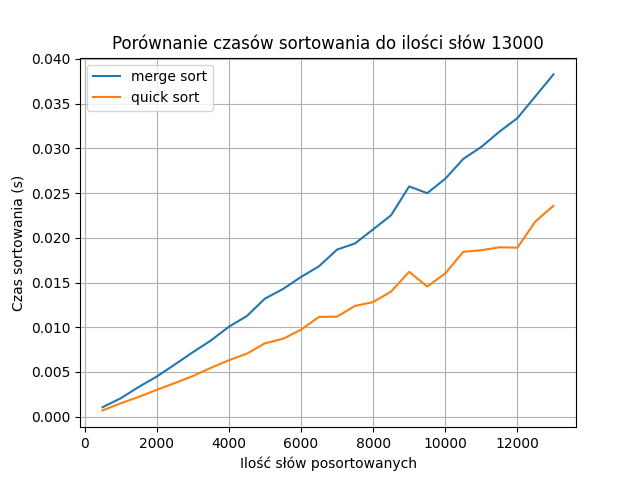 Porównanie czasów sortowania do ilości słów 13000
merge sort
quick sort
0.040
0.035
0.030
0.025
0.020
0.015
0.010
0.005
0.000
Czas sortowania (s)
0 2000 4000 6000 8000 10000 12000
Ilość słów posortowanych